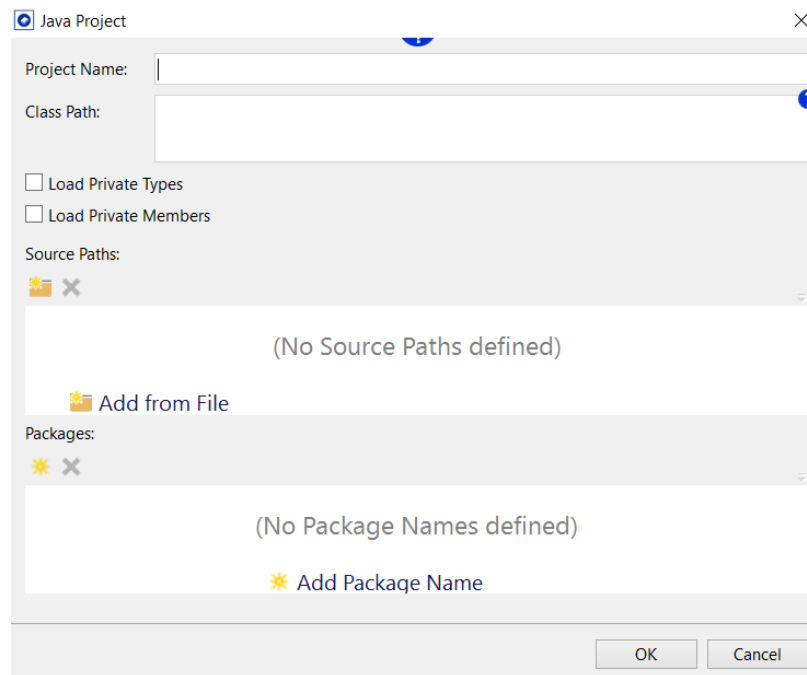 Java Project
Project Name:
Class Path:
Load Private Types
Load Private Members
Source Paths:
(No Source Paths defined)
Add from File
Packages:
(No Package Names defined)
Add Package Name
OK
Cancel